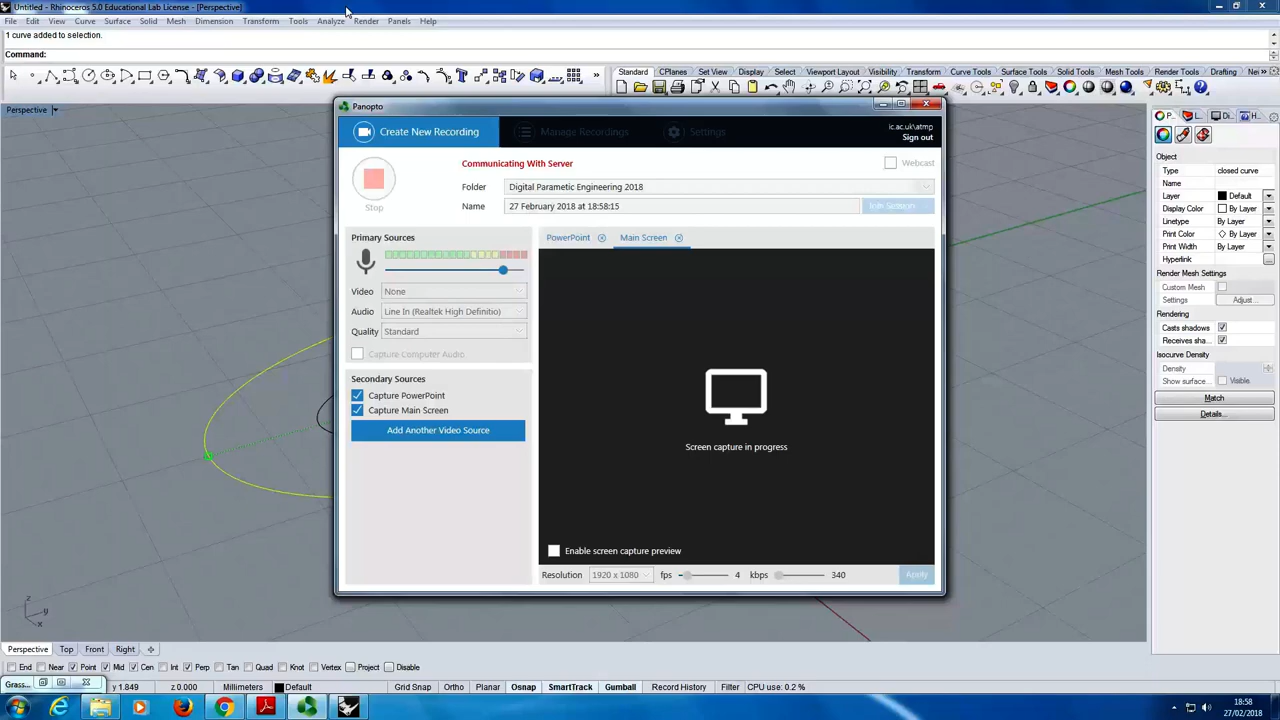 Untitled - Rhinoceros 5.0 Educational Lab License - [Perspective]
File Edit View Curve Surface Solid Mesh Dimension Transform Tools Analyze Render Panels Help
1 curve added to selection.
Command:
Standard CPlanes Set View Display Select Viewport Layout Visibility Transform Curve Tools Surface Tools Solid Tools Mesh Tools Render Tools Drafting
Perspective
Panopto
Create New Recording Manage Recordings Settings
ic.ac.uk\atmp
Sign out
Communicating With Server
Webcast
Folder Digital Parametic Engineering 2018
Name 27 February 2018 at 18:58:15 Join Session
Stop
Primary Sources
Video None
Audio Line In (Realtek High Definitio)
Quality Standard
Capture Computer Audio
Secondary Sources
Capture PowerPoint
Capture Main Screen
Add Another Video Source
PowerPoint Main Screen
Screen capture in progress
Enable screen capture preview
Resolution 1920 x 1080 fps 4 kbps 340 Apply
P... L... Di... H...
Object
Type closed curve
Name
Layer Default
Display Color By Layer
Linetype By Layer
Print Color By Layer
Print Width By Layer
Hyperlink ...
Render Mesh Settings
Custom Mesh
Settings Adjust...
Rendering
Casts shadows
Receives sha...
Isocurve Density
Density
Show surface... Visible
Match
Details...
z
y
x
Perspective Top Front Right
End Near Point Mid Cen Int Perp Tan Quad Knot Vertex Project Disable
Grass...
y 1.849 z 0.000 Millimeters Default Grid Snap Ortho Planar Osnap SmartTrack Gumball Record History Filter CPU use: 0.2 %
18:58
27/02/2018